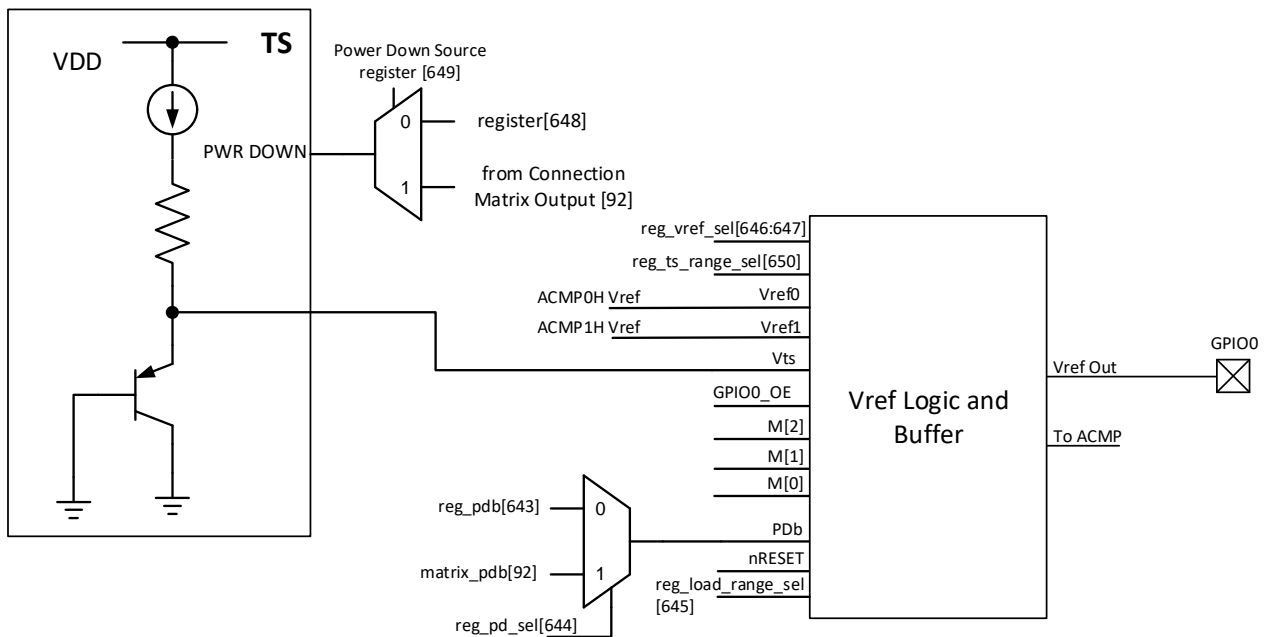 TS
VDD
Power Down Source
register [649]
0
register[648]
PWR DOWN
from Connection
1
Matrix Output [92]
reg_vref_sel[646:647]
reg_ts_range_sel[650]
ACMP0H Vref
Vref0
ACMP1H Vref
Vref1
Vts
GPIO0
Vref Out
GPIO0_OE
Vref Logic and
Buffer
M[2]
To ACMP
M[1]
M[0]
reg_pdb[643]
0
PDb
nRESET
matrix_pdb[92]
1
reg_load_range_sel
[645]
reg_pd_sel[644]